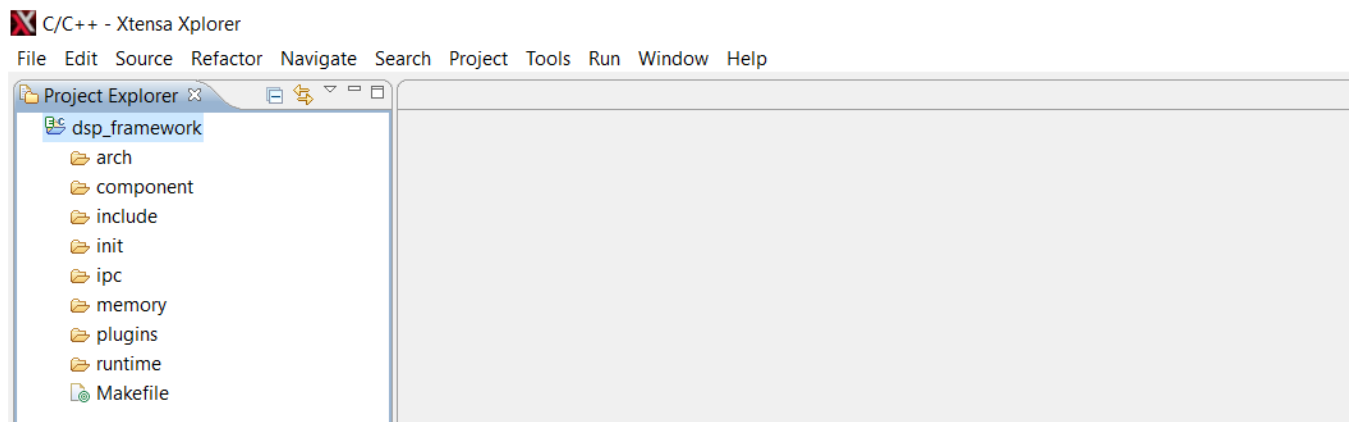 C/C++ - Xtensa Xplorer
File Edit Source Refactor Navigate Search Project Tools Run Window Help
Project Explorer
dsp_framework
arch
component
include
init
ipc
memory
plugins
runtime
Makefile